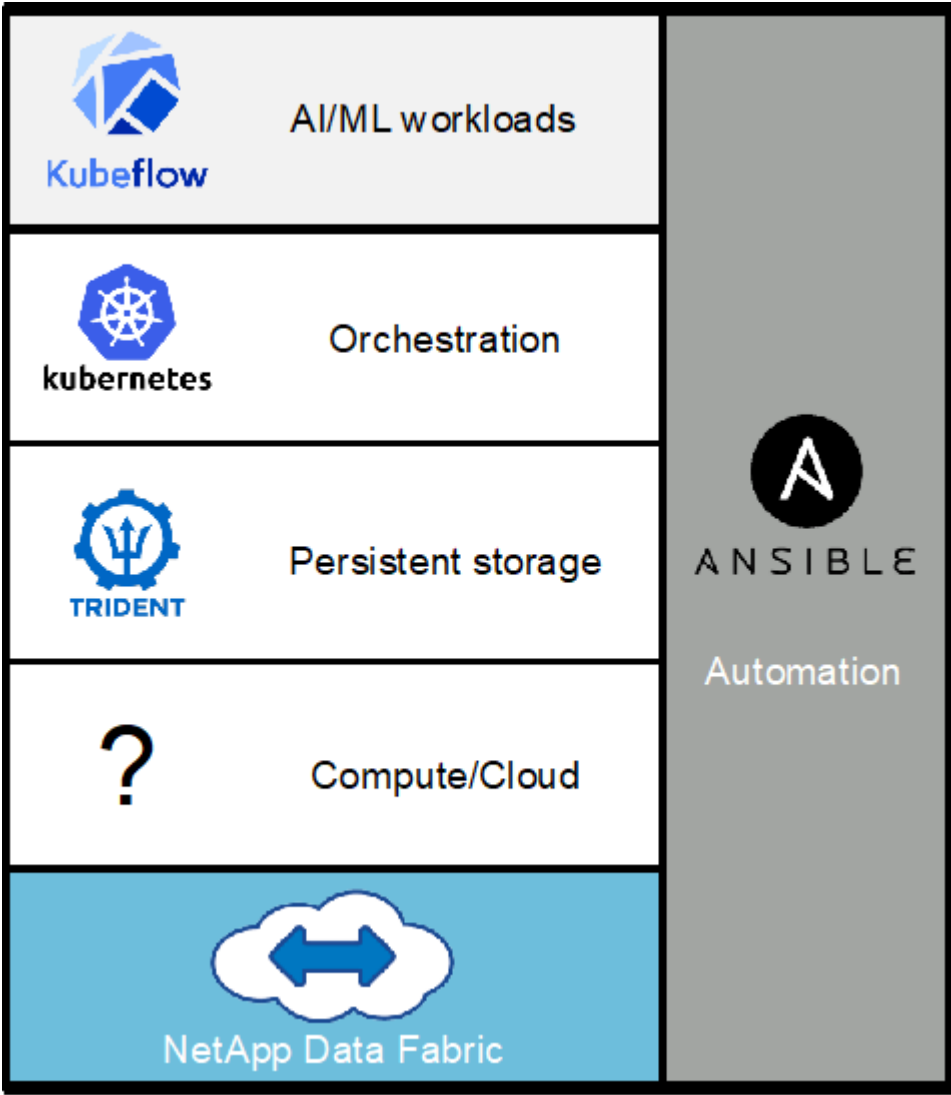 Kubeflow
AI/ML workloads
kubernetes
Orchestration
TRIDENT
Persistent storage
?
Compute/Cloud
NetApp Data Fabric
ANSIBLE
Automation